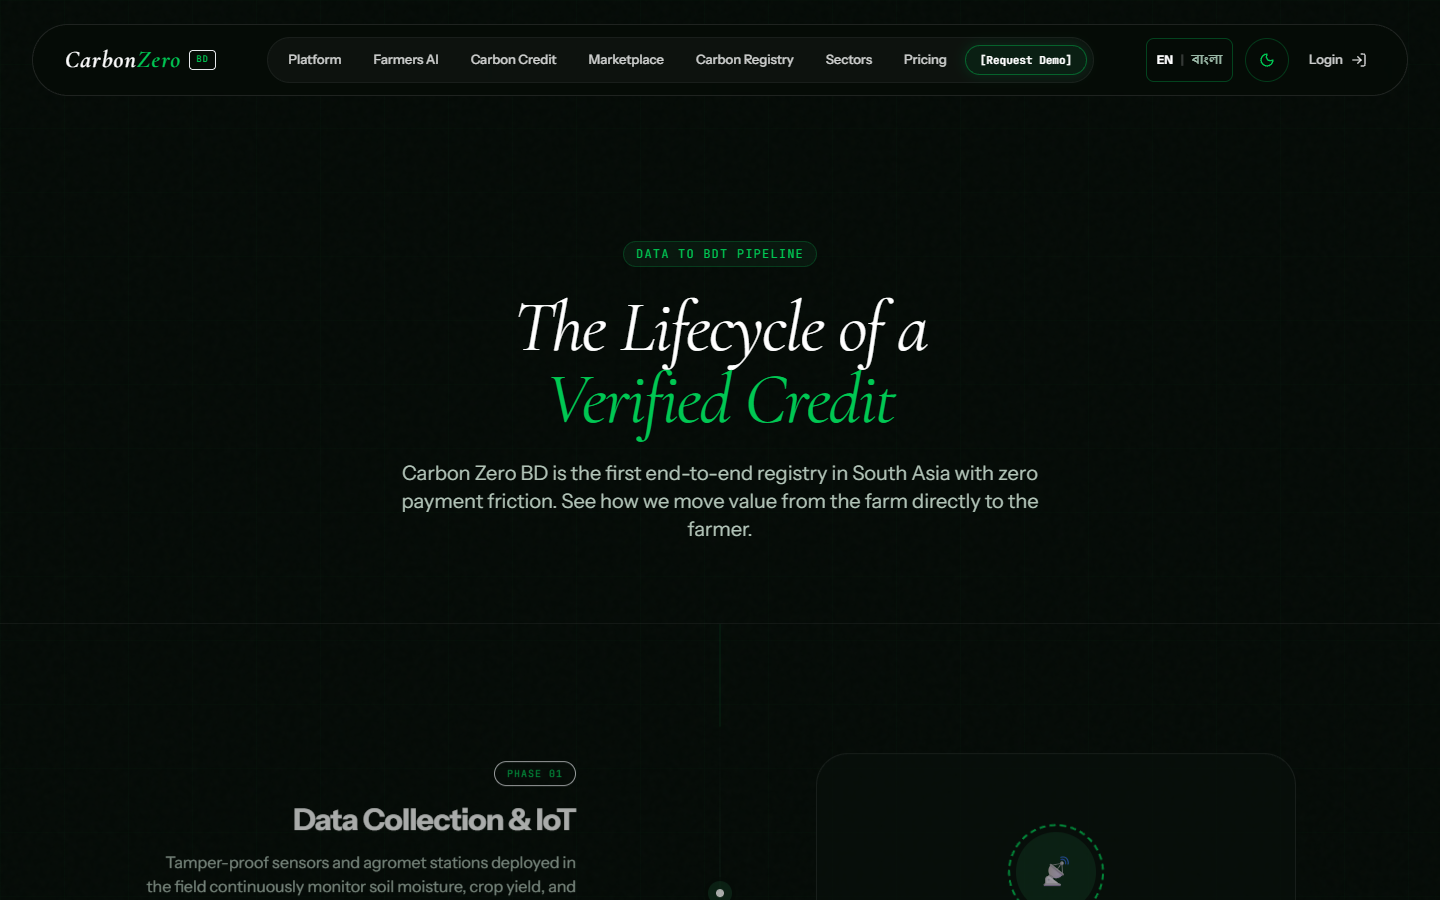 CarbonZero BD
Platform
Farmers AI
Carbon Credit
Marketplace
Carbon Registry
Sectors
Pricing
[Request Demo]
EN | বাংলা
Login
DATA TO BDT PIPELINE
The Lifecycle of a
Verified Credit
Carbon Zero BD is the first end-to-end registry in South Asia with zero
payment friction. See how we move value from the farm directly to the
farmer.
PHASE 01
Data Collection & IoT
Tamper-proof sensors and agromet stations deployed in
the field continuously monitor soil moisture, crop yield, and